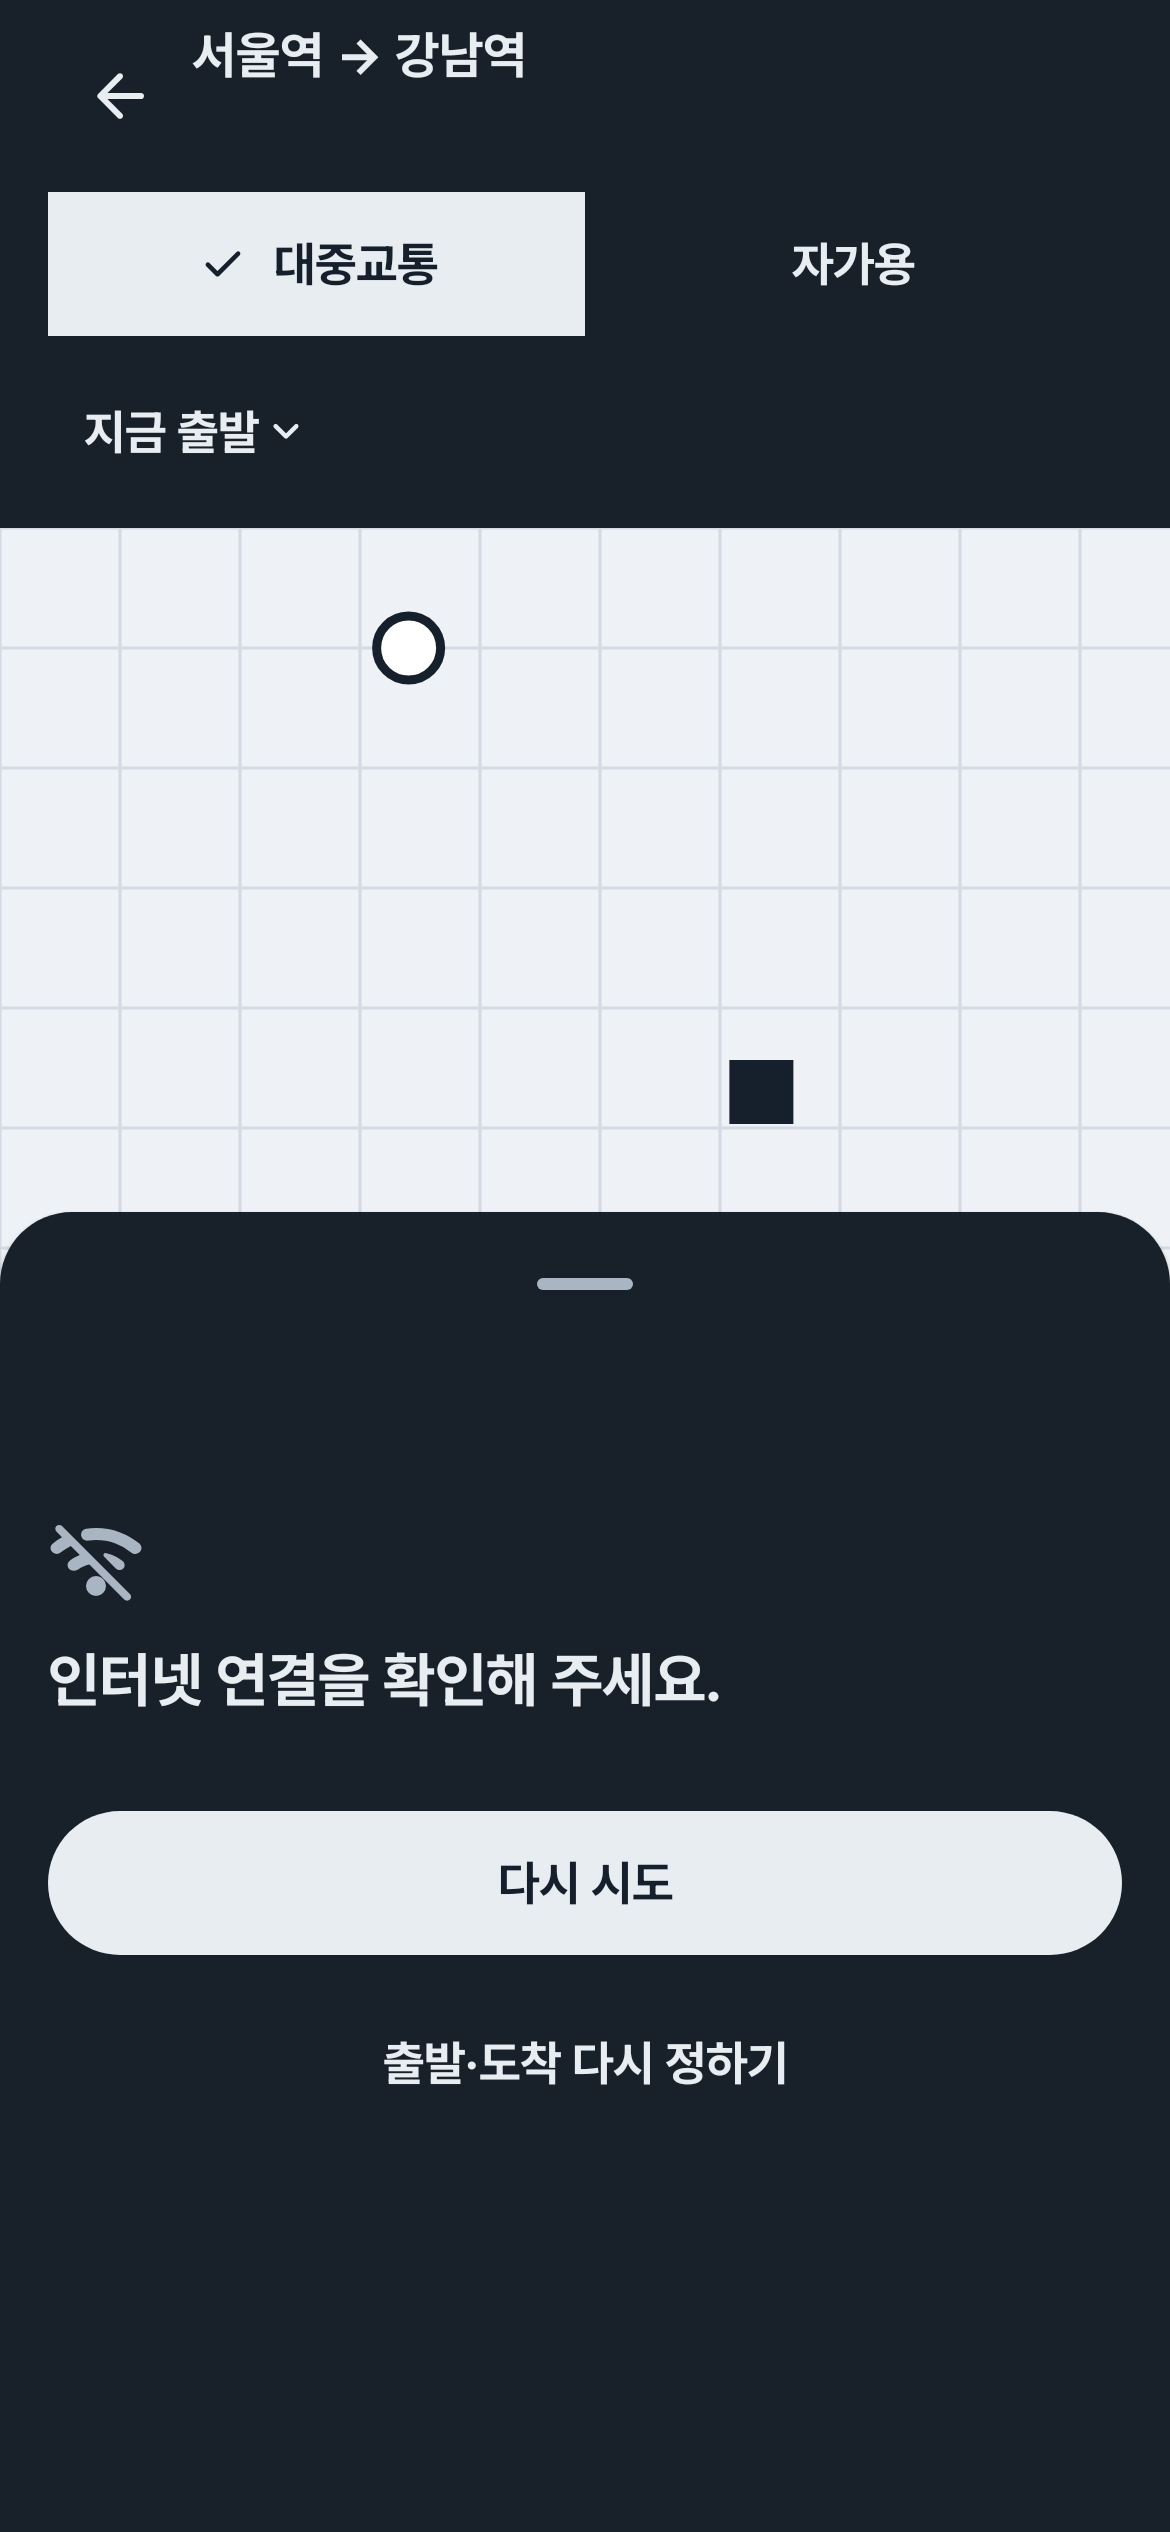 서울역 → 강남역
대중교통
자가용
지금 출발
인터넷 연결을 확인해 주세요.
다시 시도
출발·도착 다시 정하기